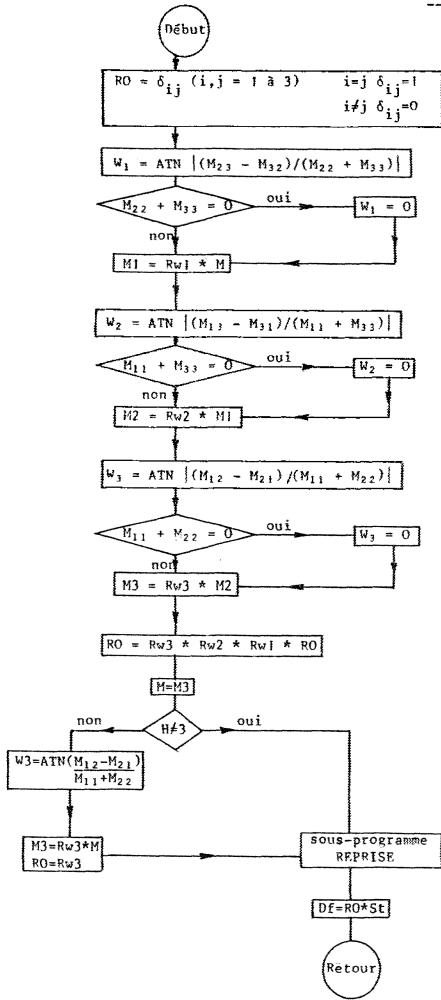 Début
RO = δij (i,j = 1 à 3) i=j δij=1
i≠j δij=0
W1 = ATN |(M23 - M32)/(M22 + M33)|
M22 + M33 = 0
oui
W1 = 0
non
M1 = Rw1 * M
W2 = ATN |(M13 - M31)/(M11 + M33)|
M11 + M33 = 0
oui
W2 = 0
non
M2 = Rw2 * M1
W3 = ATN |(M12 - M21)/(M11 + M22)|
M11 + M22 = 0
oui
W3 = 0
non
M3 = Rw3 * M2
RO = Rw3 * Rw2 * Rw1 * RO
M=M3
non
H≠3
oui
W3=ATN(M12-M21)
M11+M22
M3=Rw3*M
RO=Rw3
sous-programme
REPRISE
Df=RO*St
Retour